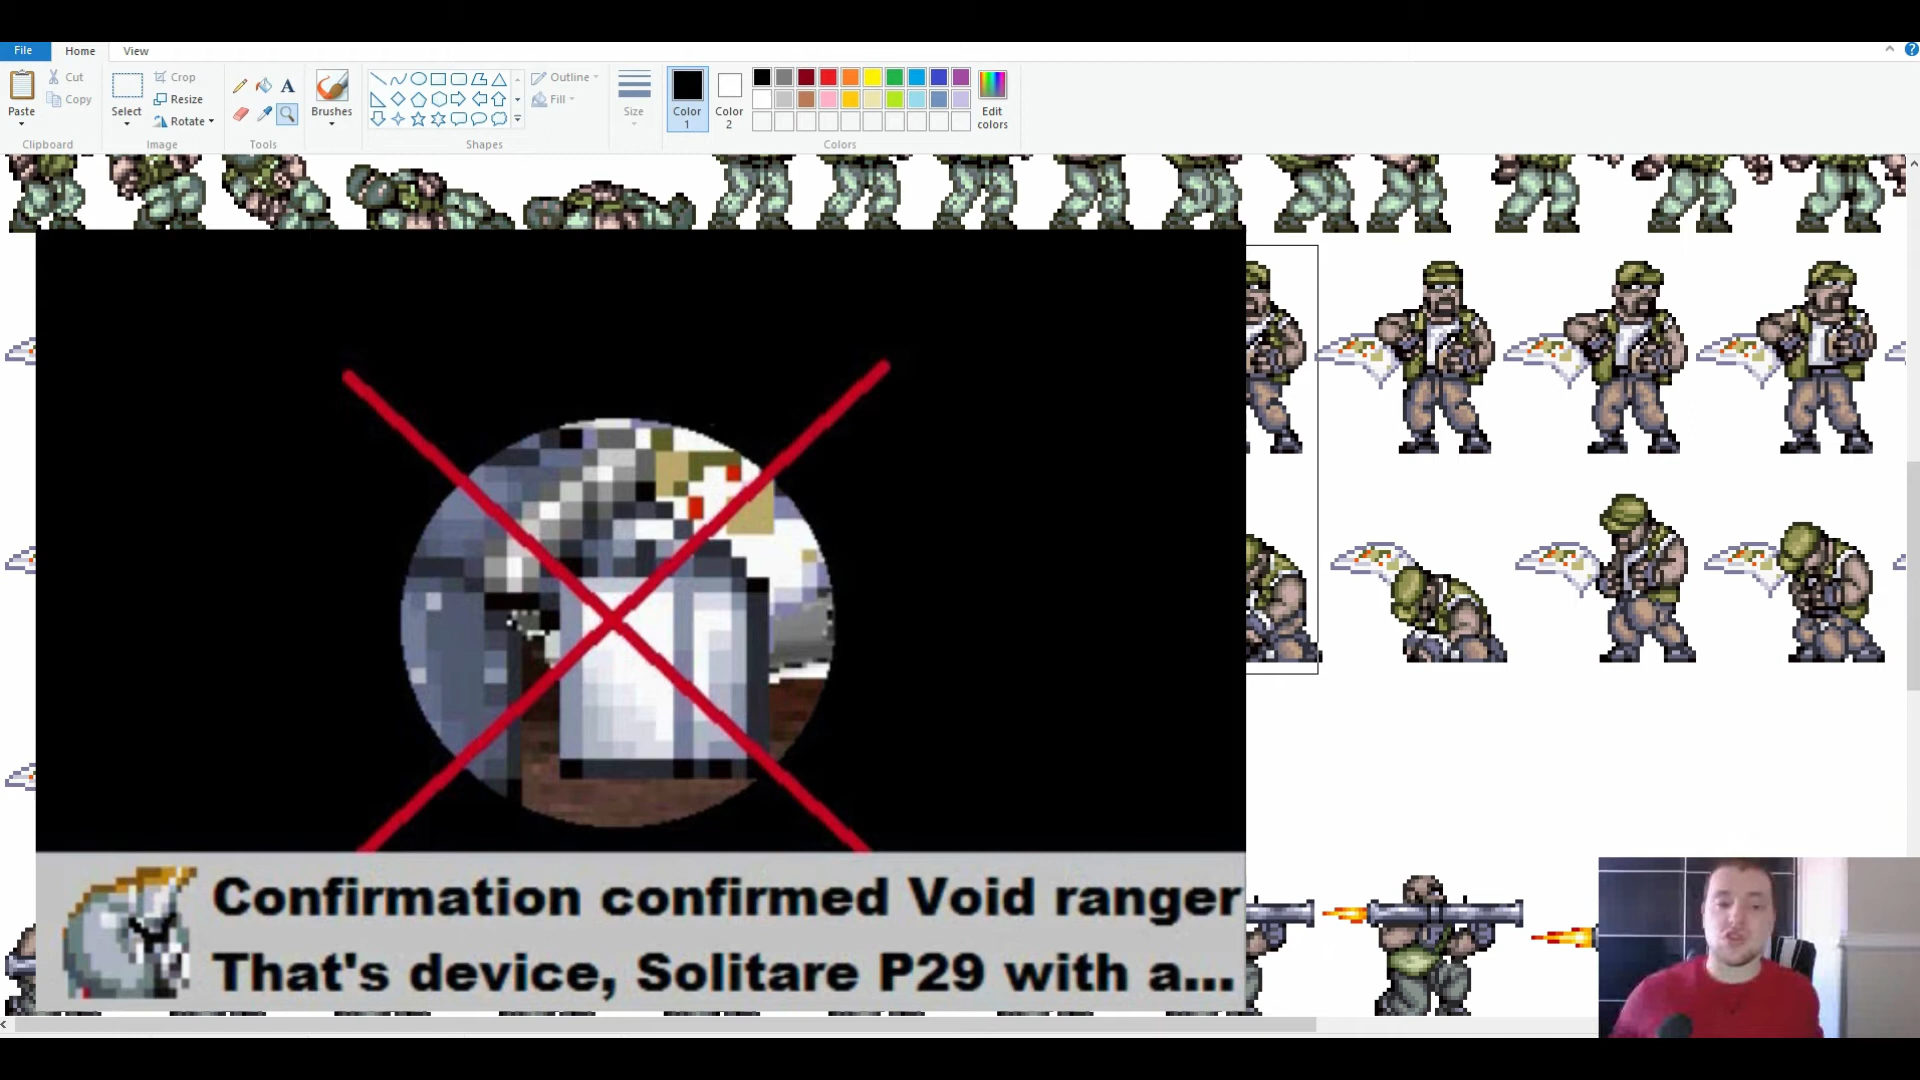 File Home View
Cut
Copy
Paste
Clipboard
Select
Crop
Resize
Rotate
Image
A
Tools
Brushes
Shapes
Outline
Fill
Size
Color 1
Color 2
Edit colors
Colors
?
Confirmation confirmed Void ranger
That's device, Solitare P29 with a...